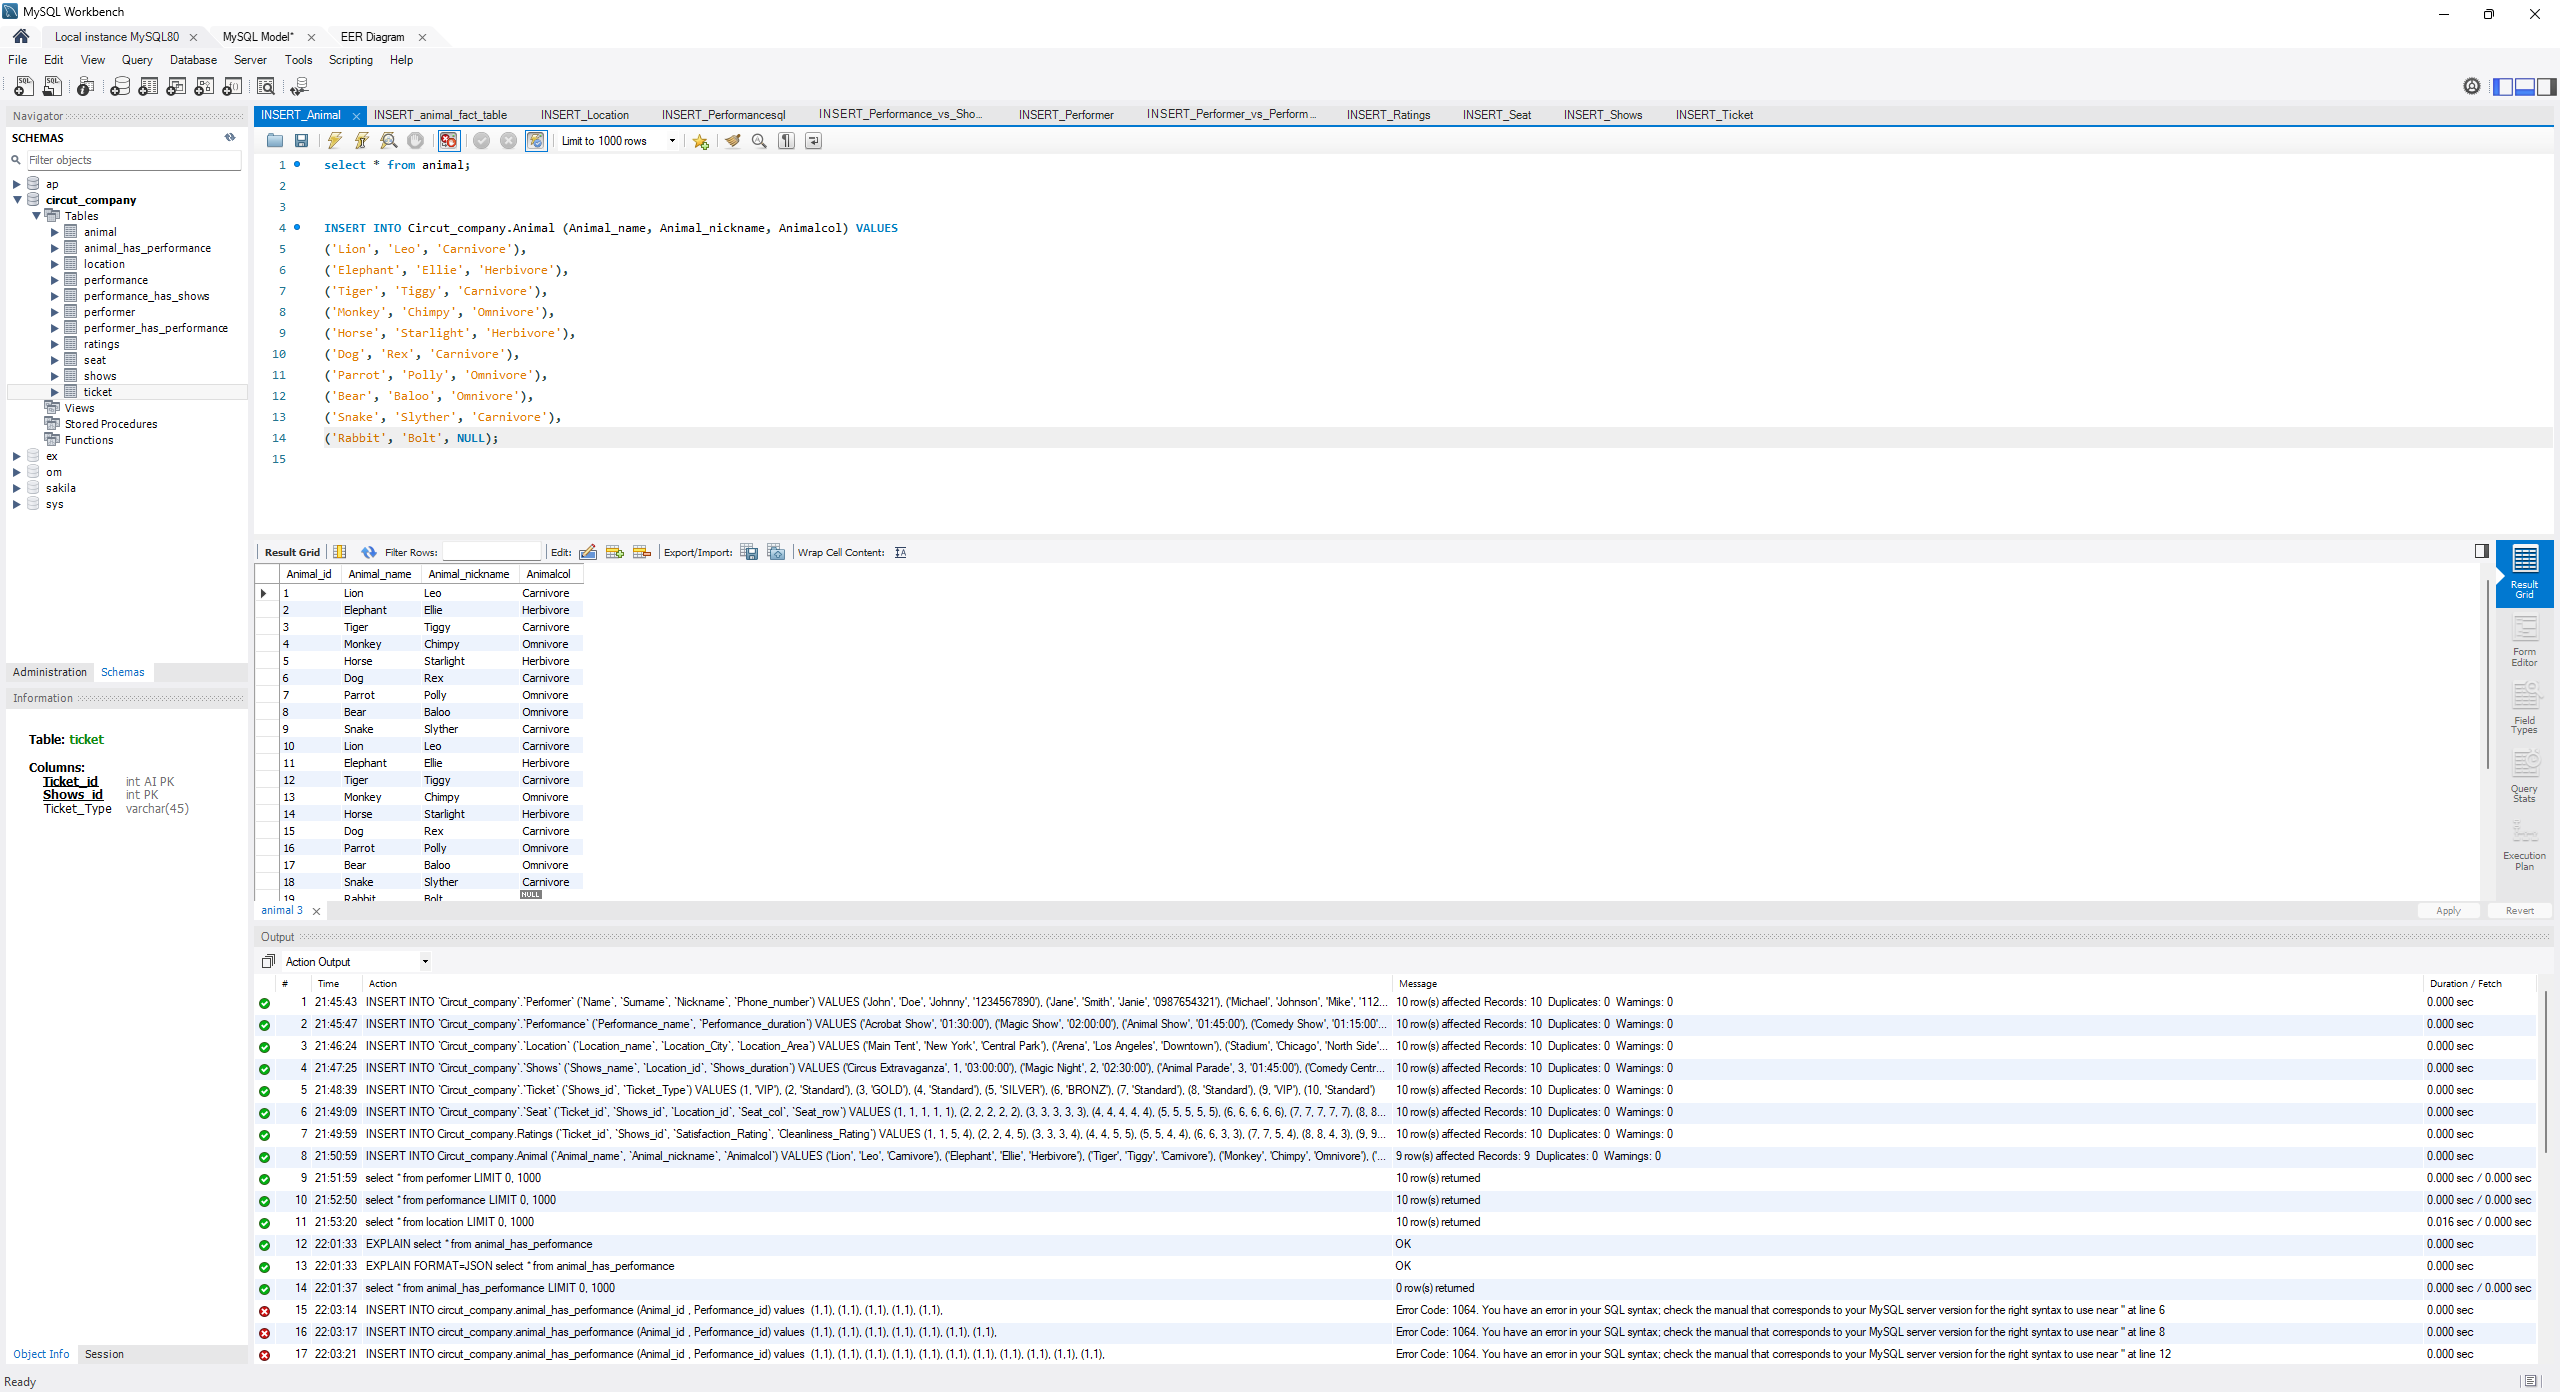 MySQL Workbench
Local instance MySQL80
MySQL Model*
EER Diagram
File Edit View Query Database Server Tools Scripting Help
Navigator
SCHEMAS
Filter objects
ap
circut_company
Tables
animal
animal_has_performance
location
performance
performance_has_shows
performer
performer_has_performance
ratings
seat
shows
ticket
Views
Stored Procedures
Functions
ex
om
sakila
sys
Administration Schemas
Information
Table: ticket
Columns:
Ticket_id int AI PK
Shows_id int PK
Ticket_Type varchar(45)
Object Info Session
Ready
INSERT_Animal INSERT_animal_fact_table INSERT_Location INSERT_Performancesql INSERT_Performance_vs_Sho... INSERT_Performer INSERT_Performer_vs_Perform... INSERT_Ratings INSERT_Seat INSERT_Shows INSERT_Ticket
Limit to 1000 rows
1 select * from animal;
2
3
4 INSERT INTO Circut_company.Animal (Animal_name, Animal_nickname, Animalcol) VALUES
5 ('Lion', 'Leo', 'Carnivore'),
6 ('Elephant', 'Ellie', 'Herbivore'),
7 ('Tiger', 'Tiggy', 'Carnivore'),
8 ('Monkey', 'Chimpy', 'Omnivore'),
9 ('Horse', 'Starlight', 'Herbivore'),
10 ('Dog', 'Rex', 'Carnivore'),
11 ('Parrot', 'Polly', 'Omnivore'),
12 ('Bear', 'Baloo', 'Omnivore'),
13 ('Snake', 'Slyther', 'Carnivore'),
14 ('Rabbit', 'Bolt', NULL);
15
Result Grid Filter Rows: Edit: Export/Import: Wrap Cell Content:
Animal_id Animal_name Animal_nickname Animalcol
1 Lion Leo Carnivore
2 Elephant Ellie Herbivore
3 Tiger Tiggy Carnivore
4 Monkey Chimpy Omnivore
5 Horse Starlight Herbivore
6 Dog Rex Carnivore
7 Parrot Polly Omnivore
8 Bear Baloo Omnivore
9 Snake Slyther Carnivore
10 Lion Leo Carnivore
11 Elephant Ellie Herbivore
12 Tiger Tiggy Carnivore
13 Monkey Chimpy Omnivore
14 Horse Starlight Herbivore
15 Dog Rex Carnivore
16 Parrot Polly Omnivore
17 Bear Baloo Omnivore
18 Snake Slyther Carnivore
19 Rabbit Bolt NULL
Result
Grid
Form
Editor
Field
Types
Query
Stats
Execution
Plan
animal 3
Apply Revert
Output
Action Output
# Time Action Message Duration / Fetch
1 21:45:43 INSERT INTO `Circut_company`.`Performer` (`Name`, `Surname`, `Nickname`, `Phone_number`) VALUES ('John', 'Doe', 'Johnny', '1234567890'), ('Jane', 'Smith', 'Janie', '0987654321'), ('Michael', 'Johnson', 'Mike', '112... 10 row(s) affected Records: 10 Duplicates: 0 Warnings: 0 0.000 sec
2 21:45:47 INSERT INTO `Circut_company`.`Performance` (`Performance_name`, `Performance_duration`) VALUES ('Acrobat Show', '01:30:00'), ('Magic Show', '02:00:00'), ('Animal Show', '01:45:00'), ('Comedy Show', '01:15:00'... 10 row(s) affected Records: 10 Duplicates: 0 Warnings: 0 0.000 sec
3 21:46:24 INSERT INTO `Circut_company`.`Location` (`Location_name`, `Location_City`, `Location_Area`) VALUES ('Main Tent', 'New York', 'Central Park'), ('Arena', 'Los Angeles', 'Downtown'), ('Stadium', 'Chicago', 'North Side'... 10 row(s) affected Records: 10 Duplicates: 0 Warnings: 0 0.000 sec
4 21:47:25 INSERT INTO `Circut_company`.`Shows` (`Shows_name`, `Location_id`, `Shows_duration`) VALUES ('Circus Extravaganza', 1, '03:00:00'), ('Magic Night', 2, '02:30:00'), ('Animal Parade', 3, '01:45:00'), ('Comedy Centr... 10 row(s) affected Records: 10 Duplicates: 0 Warnings: 0 0.000 sec
5 21:48:39 INSERT INTO `Circut_company`.`Ticket` (`Shows_id`, `Ticket_Type`) VALUES (1, 'VIP'), (2, 'Standard'), (3, 'GOLD'), (4, 'Standard'), (5, 'SILVER'), (6, 'BRONZ'), (7, 'Standard'), (8, 'Standard'), (9, 'VIP'), (10, 'Standard') 10 row(s) affected Records: 10 Duplicates: 0 Warnings: 0 0.000 sec
6 21:49:09 INSERT INTO `Circut_company`.`Seat` (`Ticket_id`, `Shows_id`, `Location_id`, `Seat_col`, `Seat_row`) VALUES (1, 1, 1, 1, 1), (2, 2, 2, 2, 2), (3, 3, 3, 3, 3), (4, 4, 4, 4, 4), (5, 5, 5, 5, 5), (6, 6, 6, 6, 6), (7, 7, 7, 7, 7), (8, 8... 10 row(s) affected Records: 10 Duplicates: 0 Warnings: 0 0.000 sec
7 21:49:59 INSERT INTO Circut_company.Ratings (`Ticket_id`, `Shows_id`, `Satisfaction_Rating`, `Cleanliness_Rating`) VALUES (1, 1, 5, 4), (2, 2, 4, 5), (3, 3, 3, 4), (4, 4, 5, 5), (5, 5, 4, 4), (6, 6, 3, 3), (7, 7, 5, 4), (8, 8, 4, 3), (9, 9... 10 row(s) affected Records: 10 Duplicates: 0 Warnings: 0 0.000 sec
8 21:50:59 INSERT INTO Circut_company.Animal (`Animal_name`, `Animal_nickname`, `Animalcol`) VALUES ('Lion', 'Leo', 'Carnivore'), ('Elephant', 'Ellie', 'Herbivore'), ('Tiger', 'Tiggy', 'Carnivore'), ('Monkey', 'Chimpy', 'Omnivore'), ('... 9 row(s) affected Records: 9 Duplicates: 0 Warnings: 0 0.000 sec
9 21:51:59 select * from performer LIMIT 0, 1000 10 row(s) returned 0.000 sec / 0.000 sec
10 21:52:50 select * from performance LIMIT 0, 1000 10 row(s) returned 0.000 sec / 0.000 sec
11 21:53:20 select * from location LIMIT 0, 1000 10 row(s) returned 0.016 sec / 0.000 sec
12 22:01:33 EXPLAIN select * from animal_has_performance OK 0.000 sec
13 22:01:33 EXPLAIN FORMAT=JSON select * from animal_has_performance OK 0.000 sec
14 22:01:37 select * from animal_has_performance LIMIT 0, 1000 0 row(s) returned 0.000 sec / 0.000 sec
15 22:03:14 INSERT INTO circut_company.animal_has_performance (Animal_id , Performance_id) values (1,1), (1,1), (1,1), (1,1), (1,1), Error Code: 1064. You have an error in your SQL syntax; check the manual that corresponds to your MySQL server version for the right syntax to use near '' at line 6 0.000 sec
16 22:03:17 INSERT INTO circut_company.animal_has_performance (Animal_id , Performance_id) values (1,1), (1,1), (1,1), (1,1), (1,1), (1,1), (1,1), Error Code: 1064. You have an error in your SQL syntax; check the manual that corresponds to your MySQL server version for the right syntax to use near '' at line 8 0.000 sec
17 22:03:21 INSERT INTO circut_company.animal_has_performance (Animal_id , Performance_id) values (1,1), (1,1), (1,1), (1,1), (1,1), (1,1), (1,1), (1,1), (1,1), (1,1), (1,1), Error Code: 1064. You have an error in your SQL syntax; check the manual that corresponds to your MySQL server version for the right syntax to use near '' at line 12 0.000 sec